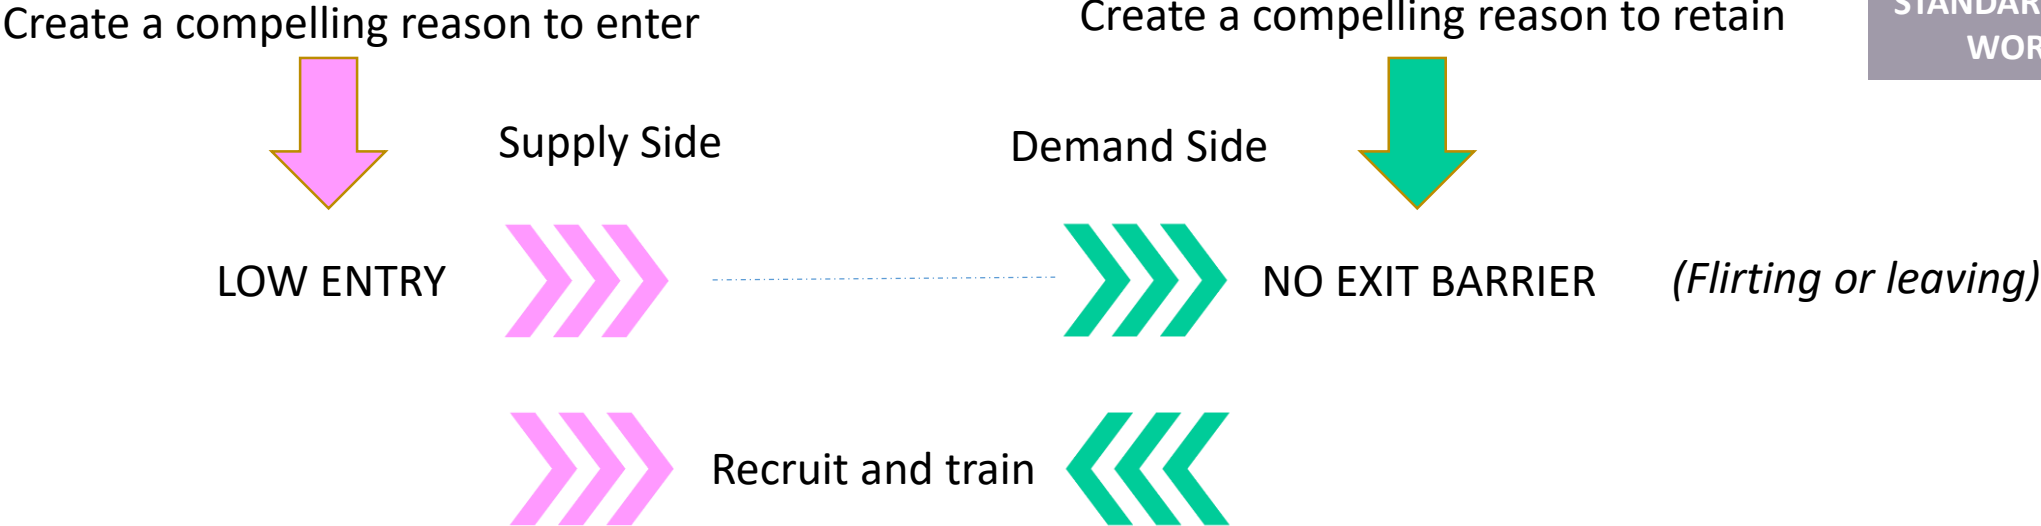 Create a compelling reason to enter
Create a compelling reason to retain
Supply Side
Demand Side
LOW ENTRY
NO EXIT BARRIER
(Flirting or leaving)
Recruit and train